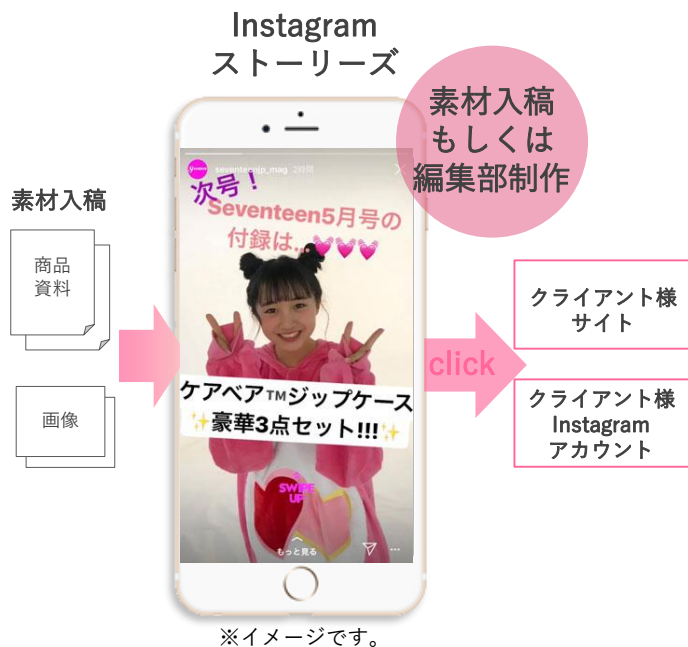 Instagram
ストーリーズ
素材入稿
もしくは
編集部制作
素材入稿
商品
資料
画像
Seventeen
seventeenjp_mag 2時間
次号！
Seventeen5月号の
付録は...💓💓💓
ケアベア™ジップケース
✨豪華3点セット!!!✨
SWIPE
UP
もっと見る
click
クライアント様
サイト
クライアント様
Instagram
アカウント
※イメージです。